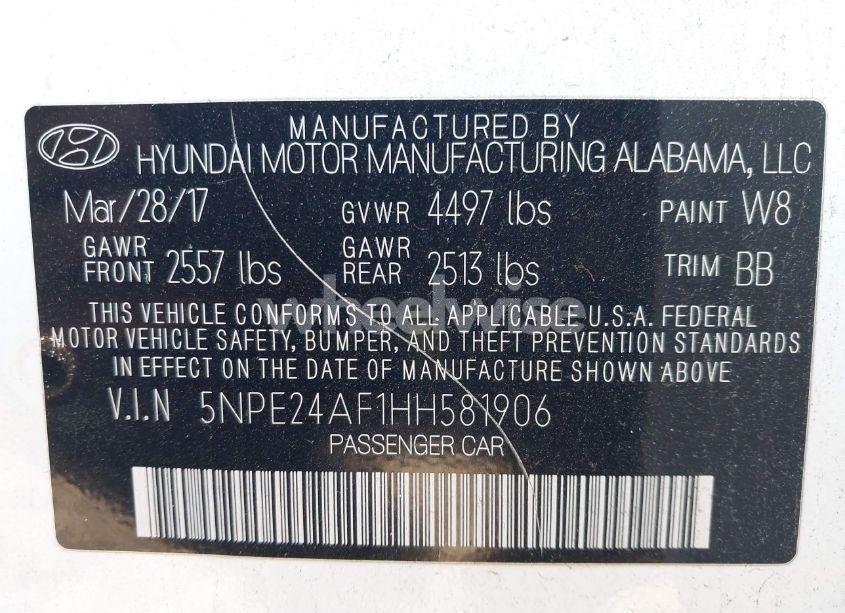 MANUFACTURED BY
HYUNDAI MOTOR MANUFACTURING ALABAMA, LLC
Mar/28/17 GVWR 4497 lbs PAINT W8
GAWR FRONT 2557 lbs GAWR REAR 2513 lbs TRIM BB
wheelwise
THIS VEHICLE CONFORMS TO ALL APPLICABLE U.S.A. FEDERAL
MOTOR VEHICLE SAFETY, BUMPER, AND THEFT PREVENTION STANDARDS
IN EFFECT ON THE DATE OF MANUFACTURE SHOWN ABOVE
V.I.N 5NPE24AF1HH581906
PASSENGER CAR